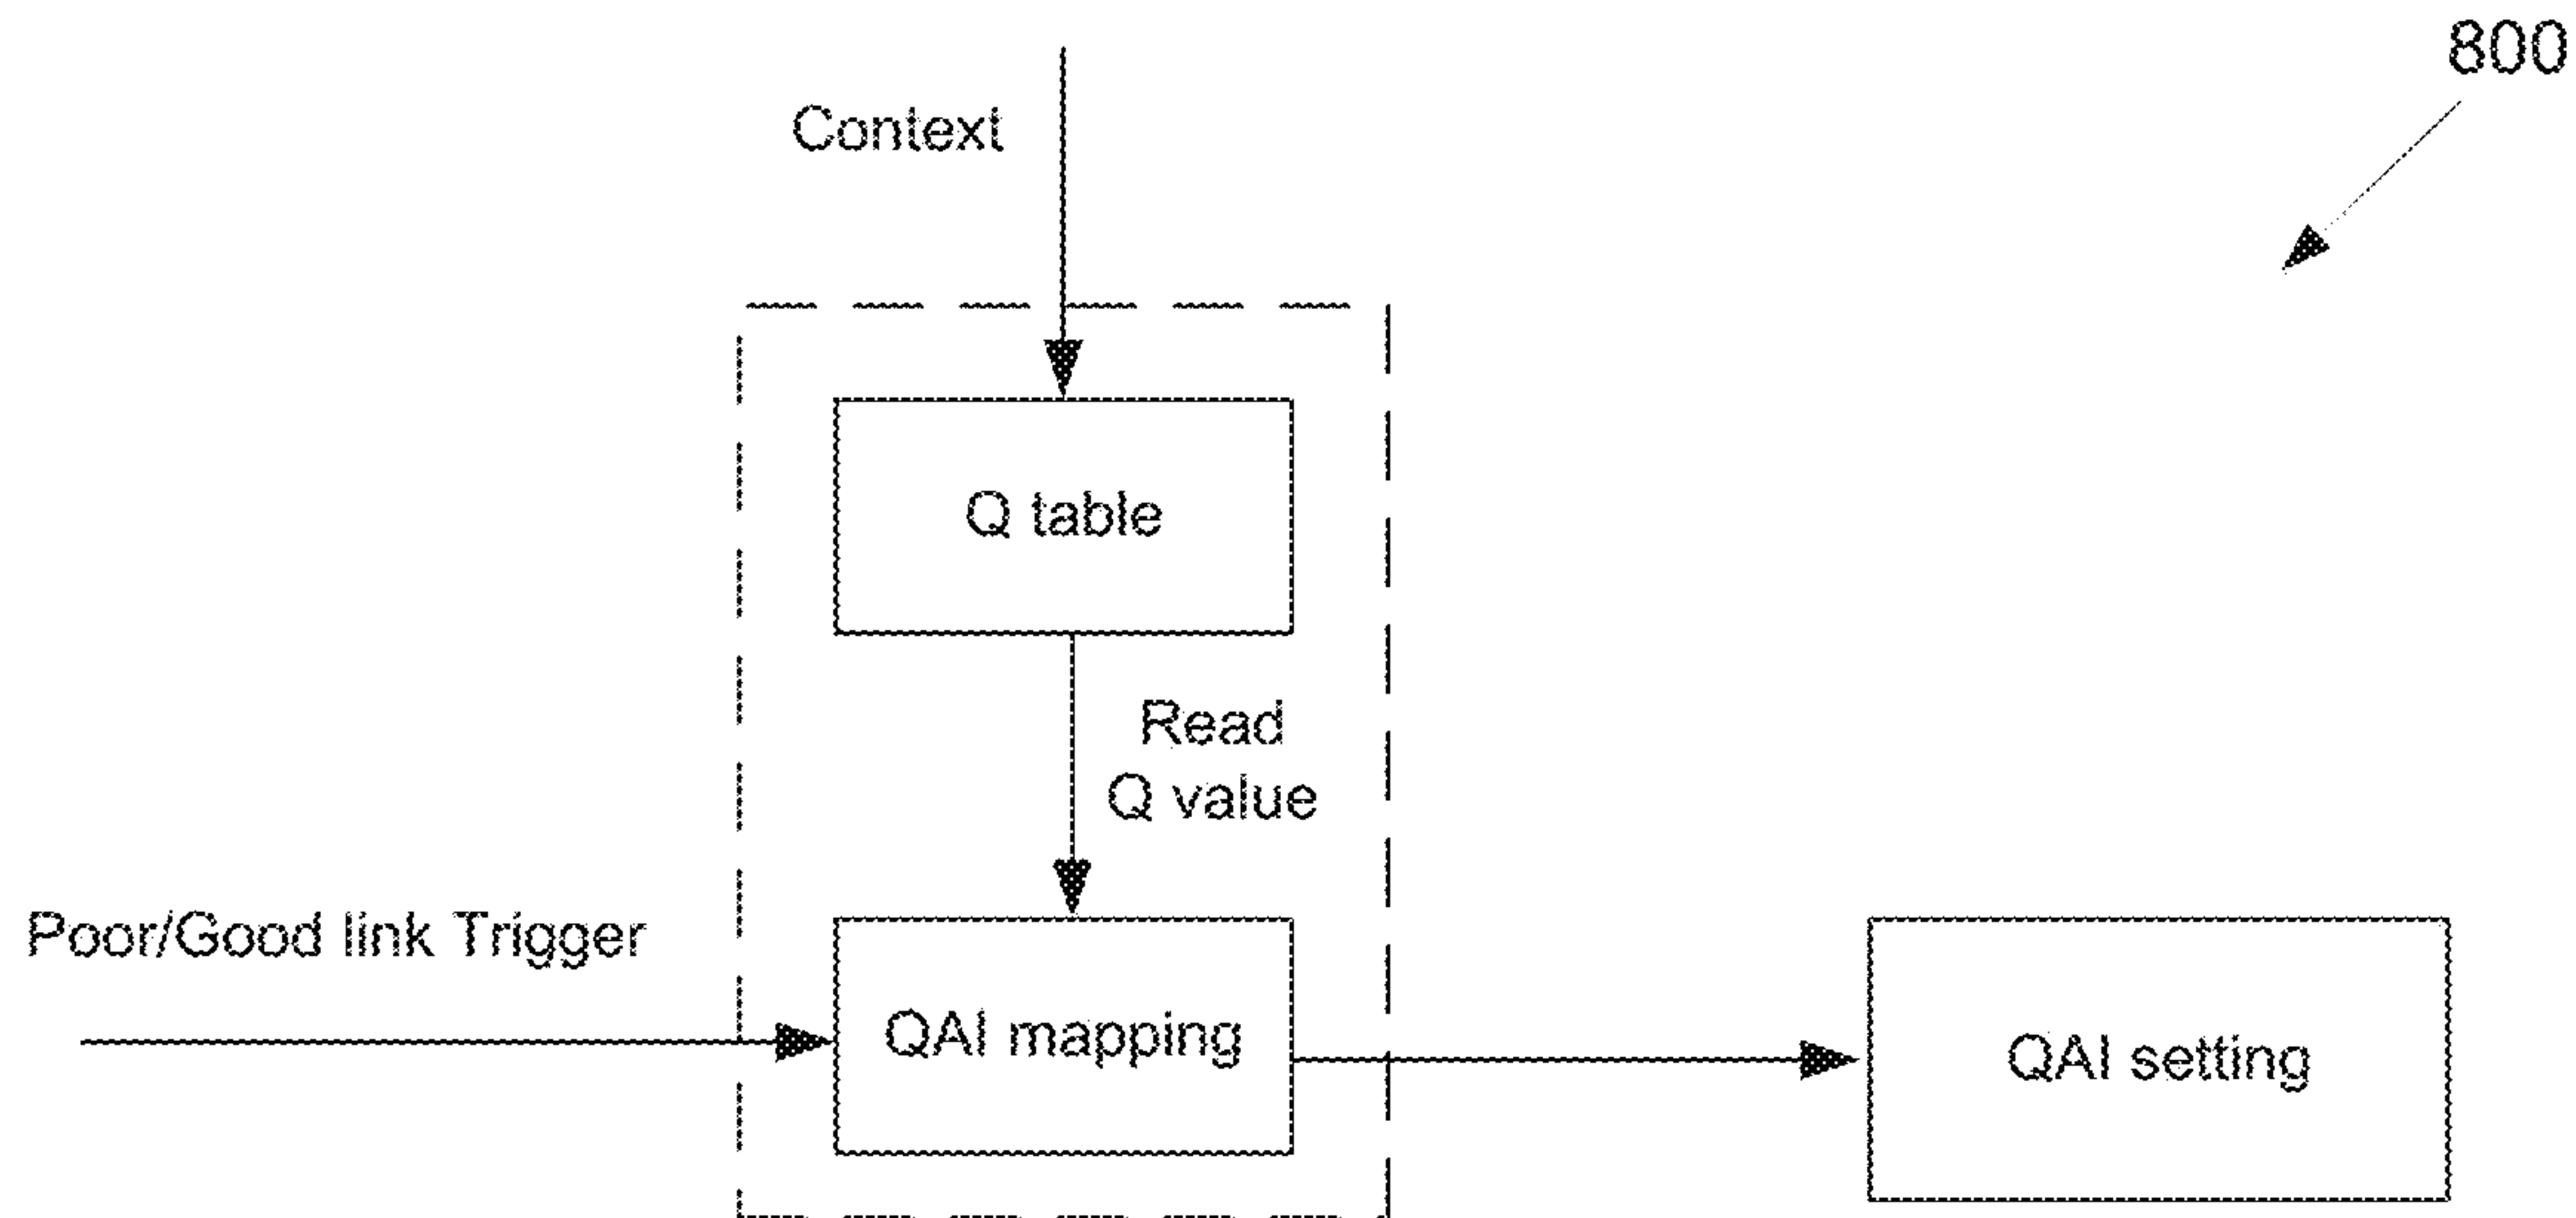 800
Context
Q table
Read
Q value
Poor/Good link Trigger
QAI mapping
QAI setting